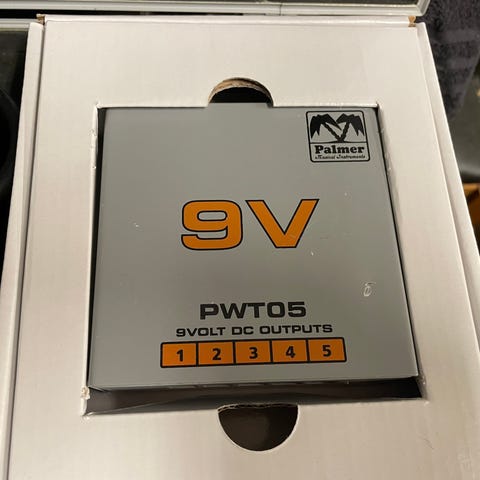 Palmer
Musical Instruments
9V
PWT05
9VOLT DC OUTPUTS
1 2 3 4 5